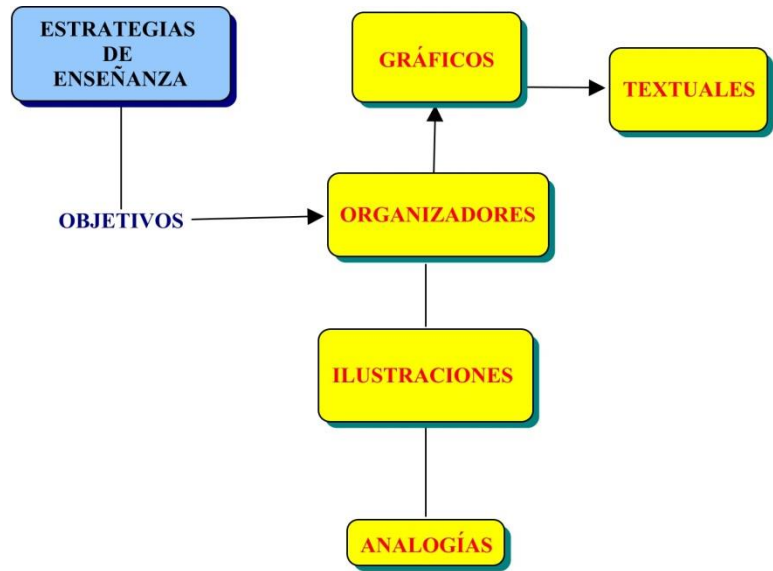 ESTRATEGIAS
DE
ENSEÑANZA
GRÁFICOS
TEXTUALES
OBJETIVOS
ORGANIZADORES
ILUSTRACIONES
ANALOGÍAS